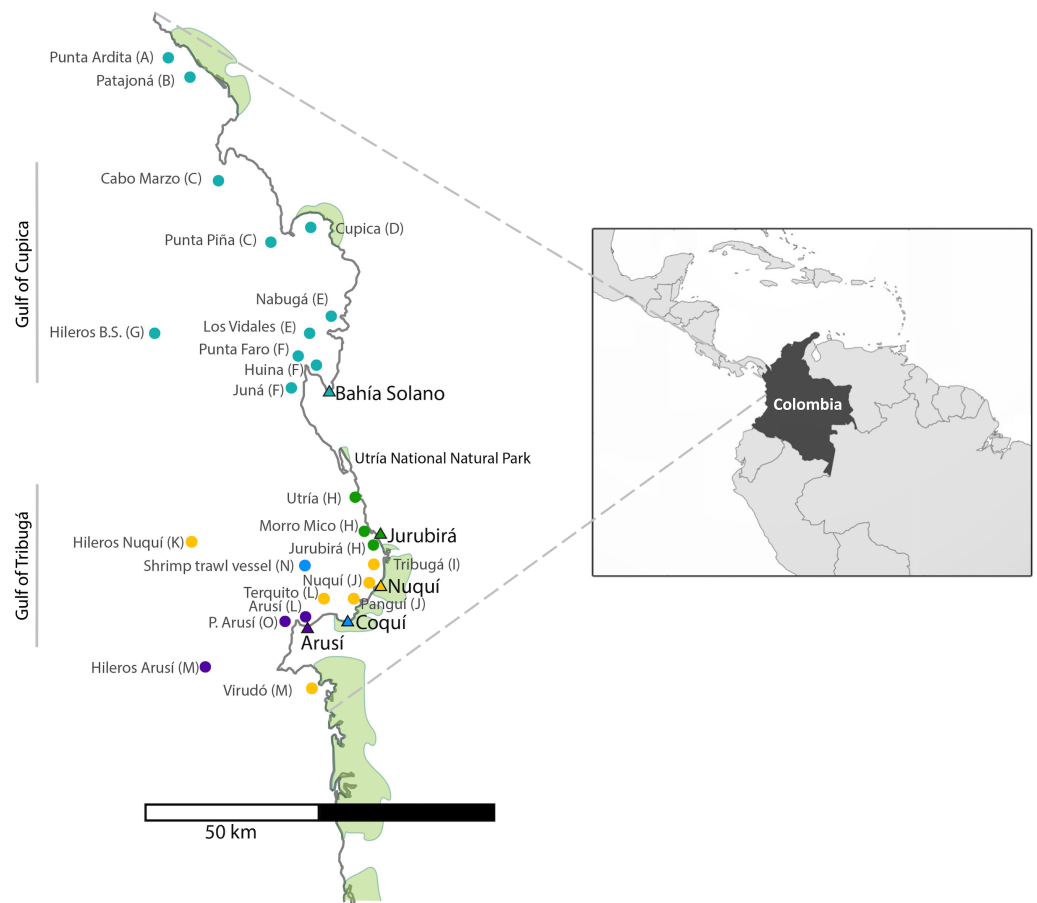 Punta Ardita (A)
Patajoná (B)
Gulf of Cupica
Cabo Marzo (C)
Cupica (D)
Punta Piña (C)
Nabugá (E)
Los Vidales (E)
Hileros B.S. (G)
Punta Faro (F)
Huina (F)
Juná (F)
Bahía Solano
Colombia
Utría National Natural Park
Gulf of Tribugá
Utría (H)
Morro Mico (H)
Jurubirá
Hileros Nuquí (K)
Jurubirá (H)
Shrimp trawl vessel (N)
Tribugá (I)
Nuquí (J)
Nuquí
Terquito (L)
Arusí (L)
Panguí (J)
P. Arusí (O)
Coquí
Arusí
Hileros Arusí (M)
Virudó (M)
50 km